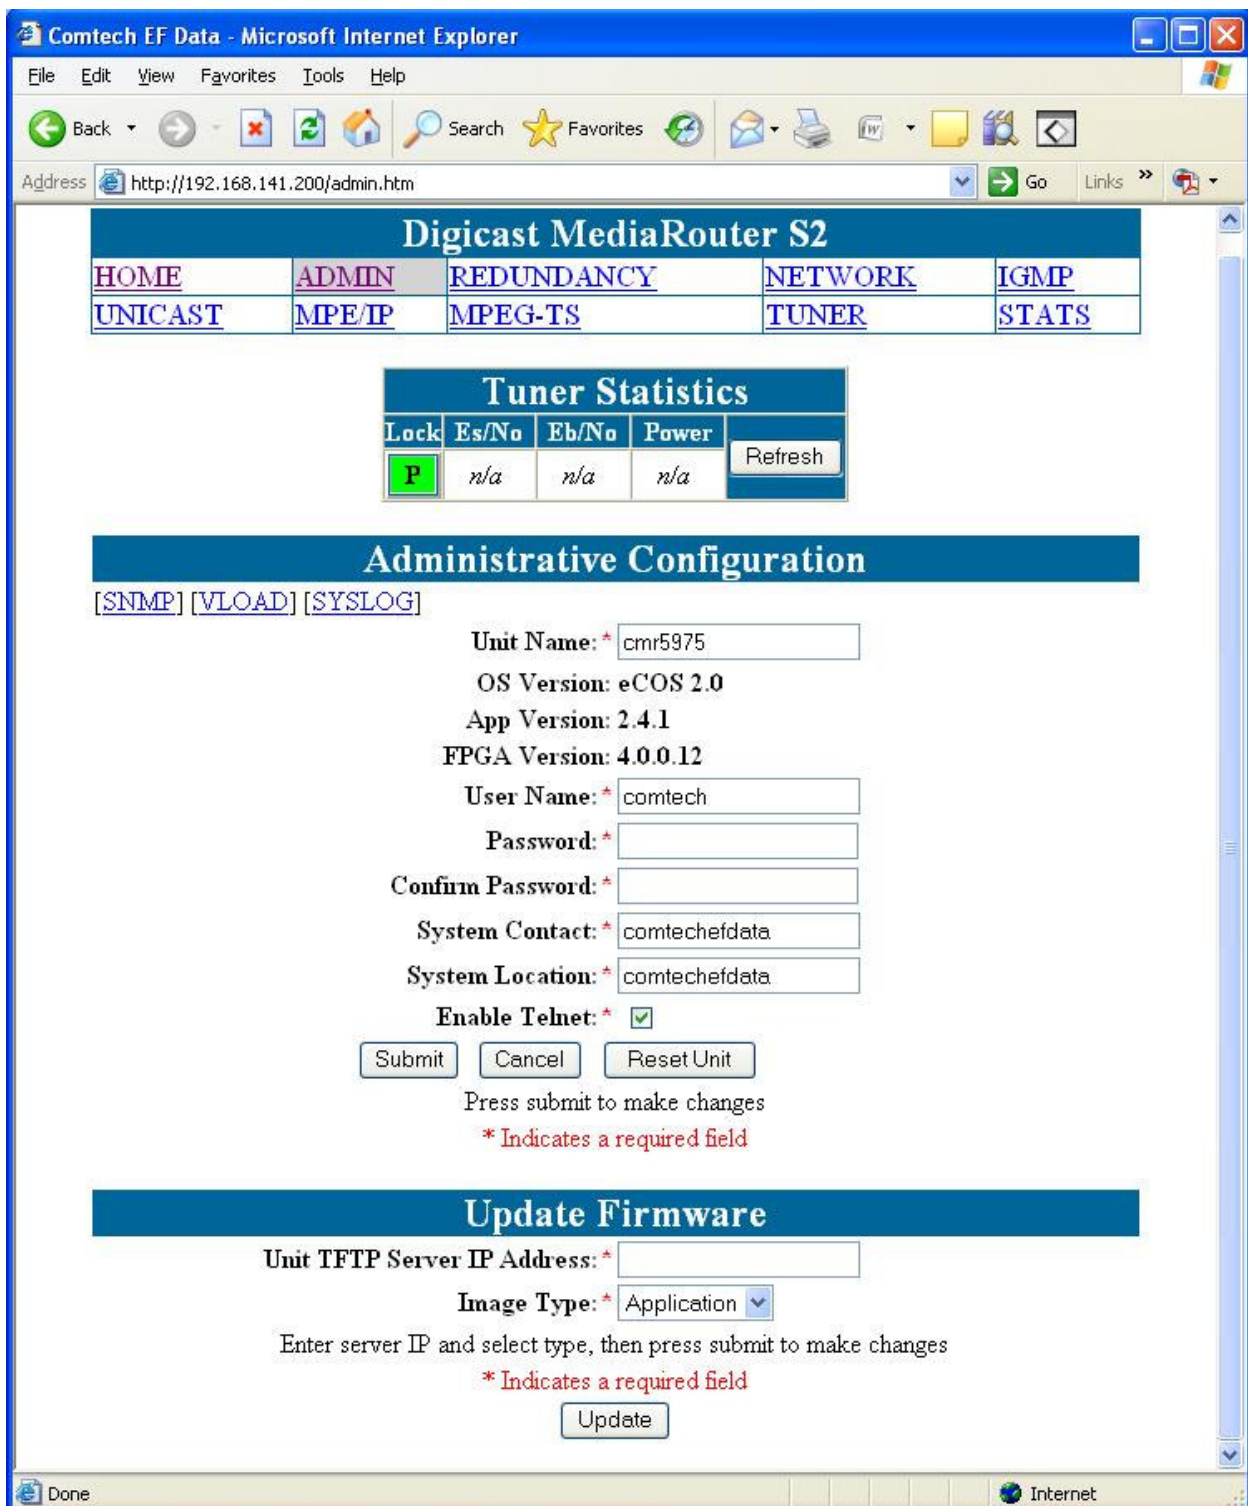 Comtech EF Data - Microsoft Internet Explorer
File Edit View Favorites Tools Help
Back Search Favorites
Address http://192.168.141.200/admin.htm Go Links »
Digicast MediaRouter S2
HOME ADMIN REDUNDANCY NETWORK IGMP
UNICAST MPE/IP MPEG-TS TUNER STATS
Tuner Statistics
Lock Es/No Eb/No Power Refresh
P n/a n/a n/a
Administrative Configuration
[SNMP] [VLOAD] [SYSLOG]
Unit Name: * cmr5975
OS Version: eCOS 2.0
App Version: 2.4.1
FPGA Version: 4.0.0.12
User Name: * comtech
Password: *
Confirm Password: *
System Contact: * comtechefdata
System Location: * comtechefdata
Enable Telnet: *
Submit Cancel Reset Unit
Press submit to make changes
* Indicates a required field
Update Firmware
Unit TFTP Server IP Address: *
Image Type: * Application
Enter server IP and select type, then press submit to make changes
* Indicates a required field
Update
Done Internet